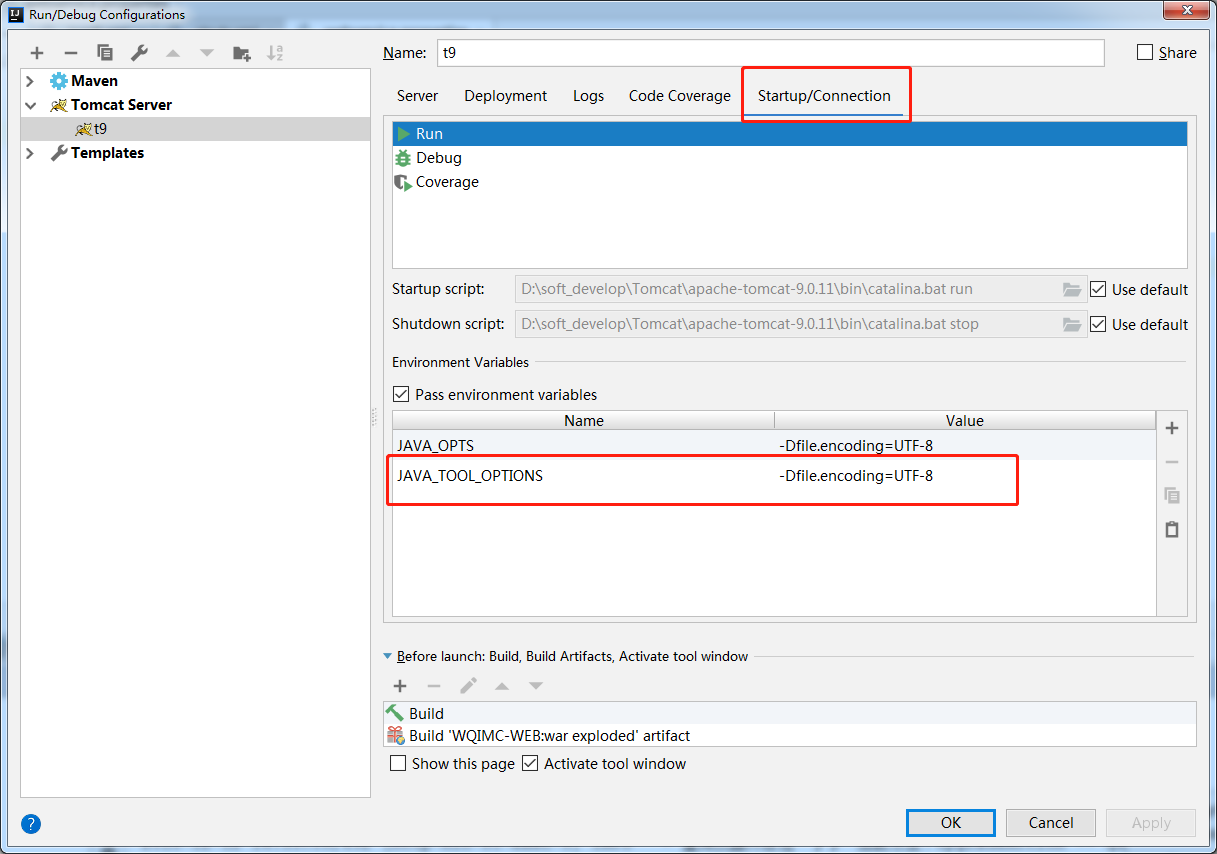 Run/Debug Configurations
Name: t9
Share
Maven
Tomcat Server
t9
Templates
Server Deployment Logs Code Coverage Startup/Connection
Run
Debug
Coverage
Startup script: D:\soft_develop\Tomcat\apache-tomcat-9.0.11\bin\catalina.bat run Use default
Shutdown script: D:\soft_develop\Tomcat\apache-tomcat-9.0.11\bin\catalina.bat stop Use default
Environment Variables
Pass environment variables
Name Value
JAVA_OPTS -Dfile.encoding=UTF-8
JAVA_TOOL_OPTIONS -Dfile.encoding=UTF-8
Before launch: Build, Build Artifacts, Activate tool window
Build
Build 'WQIMC-WEB:war exploded' artifact
Show this page Activate tool window
OK Cancel Apply